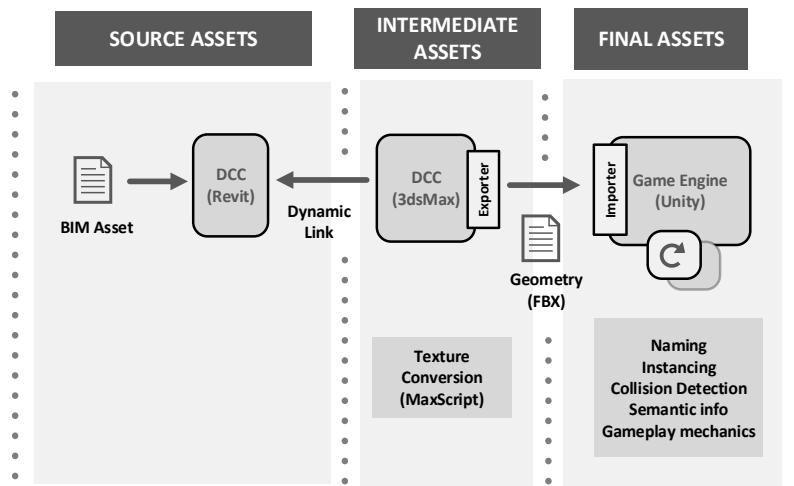 SOURCE ASSETS
INTERMEDIATE
ASSETS
FINAL ASSETS
BIM Asset
DCC
(Revit)
Dynamic
Link
DCC
(3dsMax)
Exporter
Geometry
(FBX)
Importer
Game Engine
(Unity)
Texture
Conversion
(MaxScript)
Naming
Instancing
Collision Detection
Semantic info
Gameplay mechanics